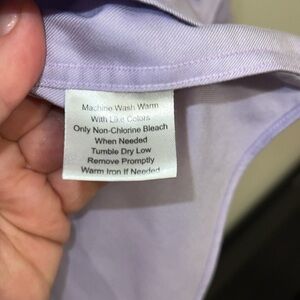 Machine Wash Warm
With Like Colors
Only Non-Chlorine Bleach
When Needed
Tumble Dry Low
Remove Promptly
Warm Iron If Needed